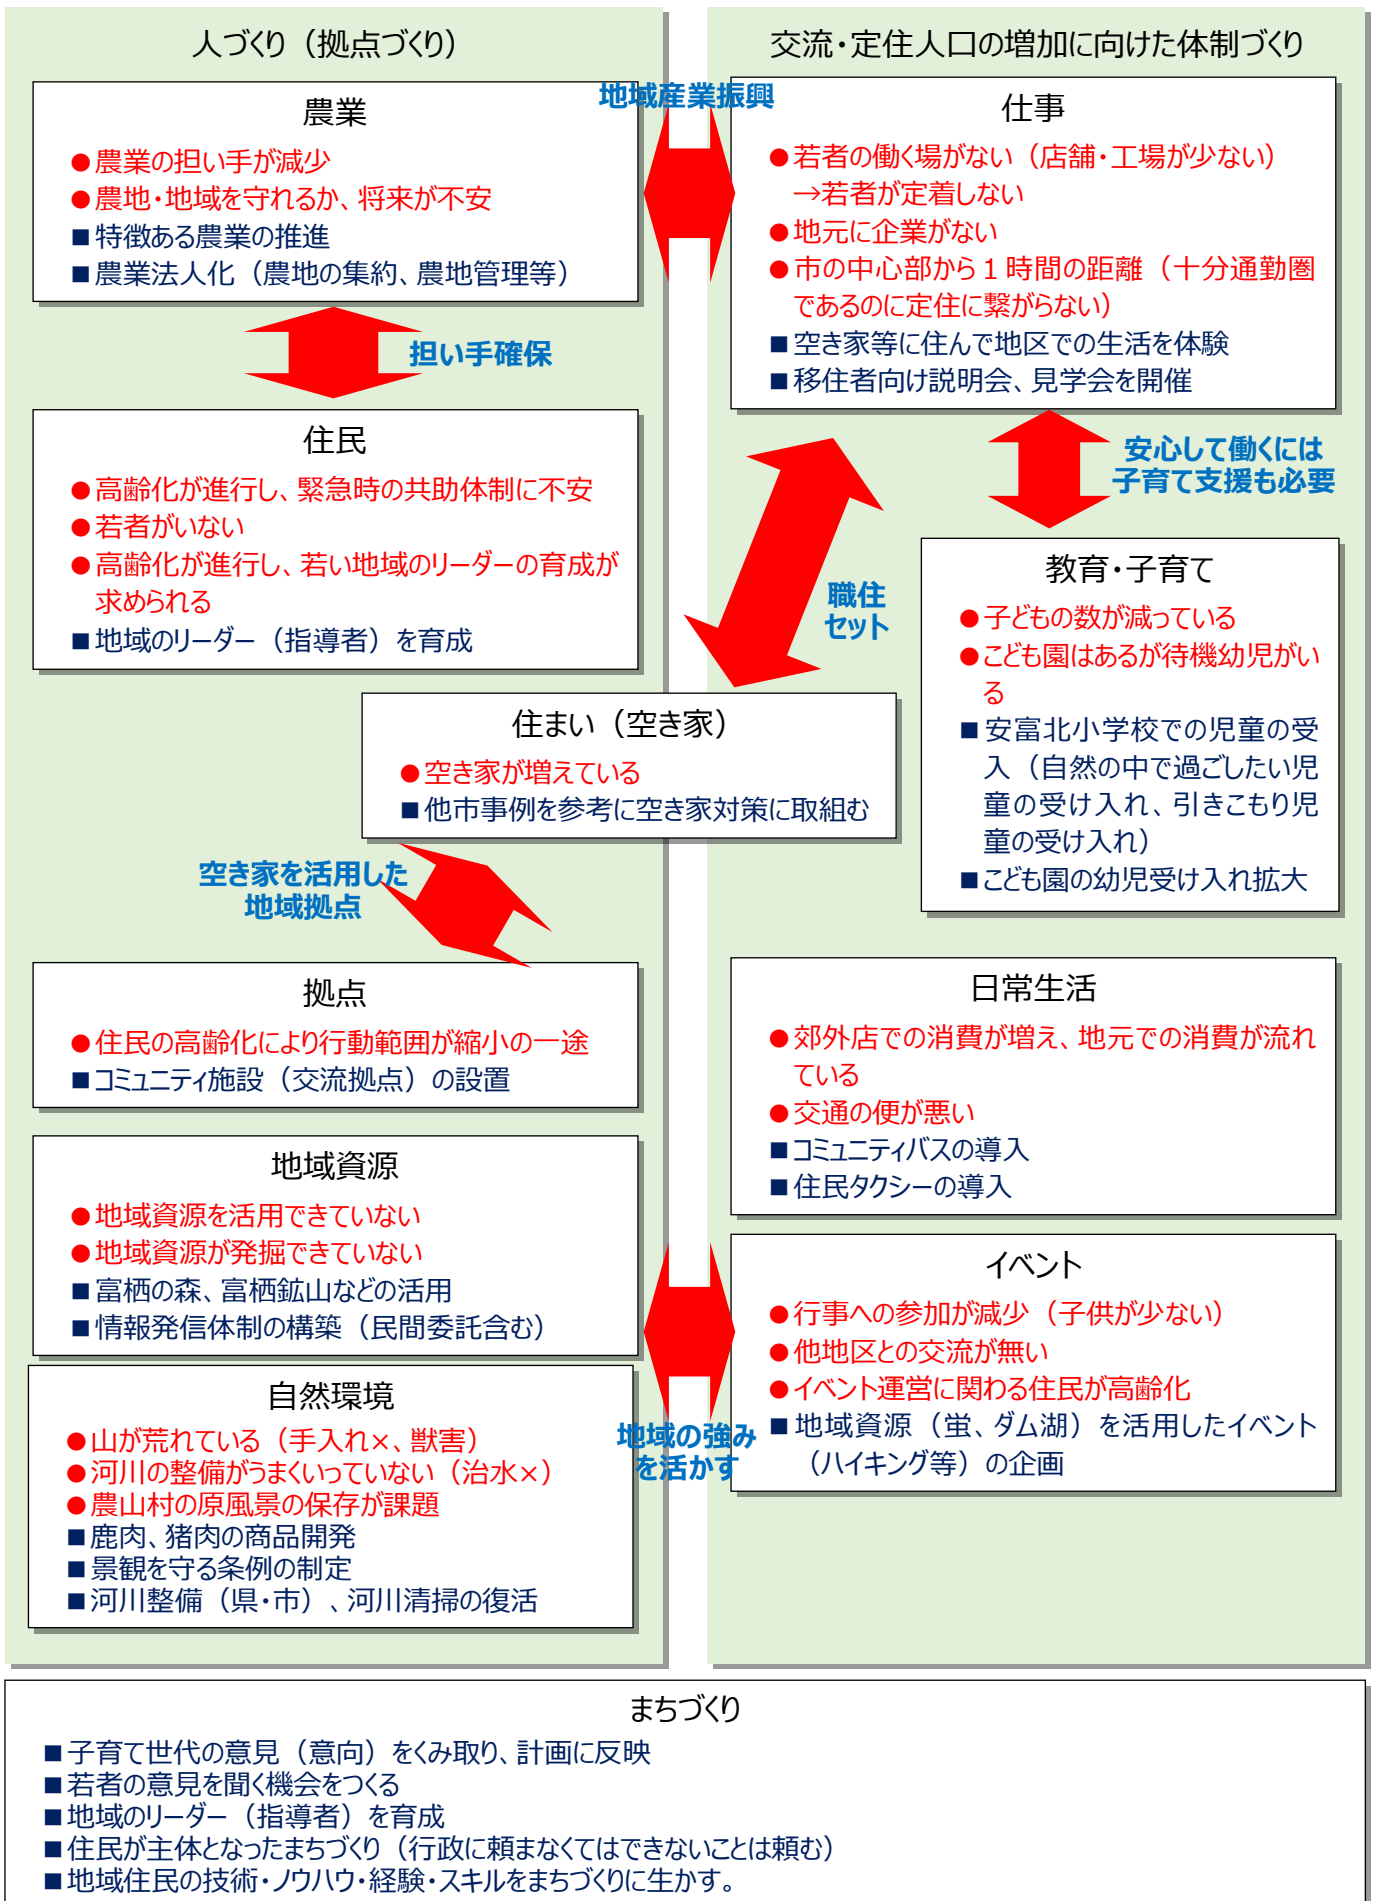 人づくり（拠点づくり）
農業
●農業の担い手が減少
●農地・地域を守れるか、将来が不安
■特徴ある農業の推進
■農業法人化（農地の集約、農地管理等）
担い手確保
住民
●高齢化が進行し、緊急時の共助体制に不安
●若者がいない
●高齢化が進行し、若い地域のリーダーの育成が
求められる
■地域のリーダー（指導者）を育成
地域産業振興
交流・定住人口の増加に向けた体制づくり
仕事
●若者の働く場がない（店舗・工場が少ない）
→若者が定着しない
●地元に企業がない
●市の中心部から１時間の距離（十分通勤圏
であるのに定住に繋がらない）
■空き家等に住んで地区での生活を体験
■移住者向け説明会、見学会を開催
安心して働くには
子育て支援も必要
職住
セット
教育・子育て
●子どもの数が減っている
●こども園はあるが待機幼児がい
る
■安富北小学校での児童の受
入（自然の中で過ごしたい児
童の受け入れ、引きこもり児
童の受け入れ）
■こども園の幼児受け入れ拡大
住まい（空き家）
●空き家が増えている
■他市事例を参考に空き家対策に取組む
空き家を活用した
地域拠点
拠点
●住民の高齢化により行動範囲が縮小の一途
■コミュニティ施設（交流拠点）の設置
地域資源
●地域資源を活用できていない
●地域資源が発掘できていない
■富栖の森、富栖鉱山などの活用
■情報発信体制の構築（民間委託含む）
自然環境
●山が荒れている（手入れ×、獣害）
●河川の整備がうまくいっていない（治水×）
●農山村の原風景の保存が課題
■鹿肉、猪肉の商品開発
■景観を守る条例の制定
■河川整備（県・市）、河川清掃の復活
日常生活
●郊外店での消費が増え、地元での消費が流れ
ている
●交通の便が悪い
■コミュニティバスの導入
■住民タクシーの導入
地域の強み
を活かす
イベント
●行事への参加が減少（子供が少ない）
●他地区との交流が無い
●イベント運営に関わる住民が高齢化
■地域資源（蛍、ダム湖）を活用したイベント
（ハイキング等）の企画
まちづくり
■子育て世代の意見（意向）をくみ取り、計画に反映
■若者の意見を聞く機会をつくる
■地域のリーダー（指導者）を育成
■住民が主体となったまちづくり（行政に頼まなくてはできないことは頼む）
■地域住民の技術・ノウハウ・経験・スキルをまちづくりに生かす。